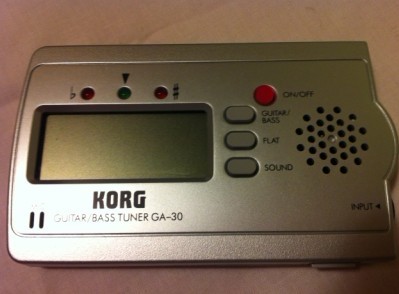 ♭
♯
ON/OFF
GUITAR/
BASS
FLAT
SOUND
KORG
GUITAR/BASS TUNER GA-30
INPUT ◄